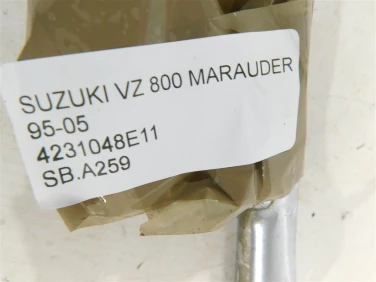 SUZUKI VZ 800 MARAUDER
95-05
4231048E11
SB.A259